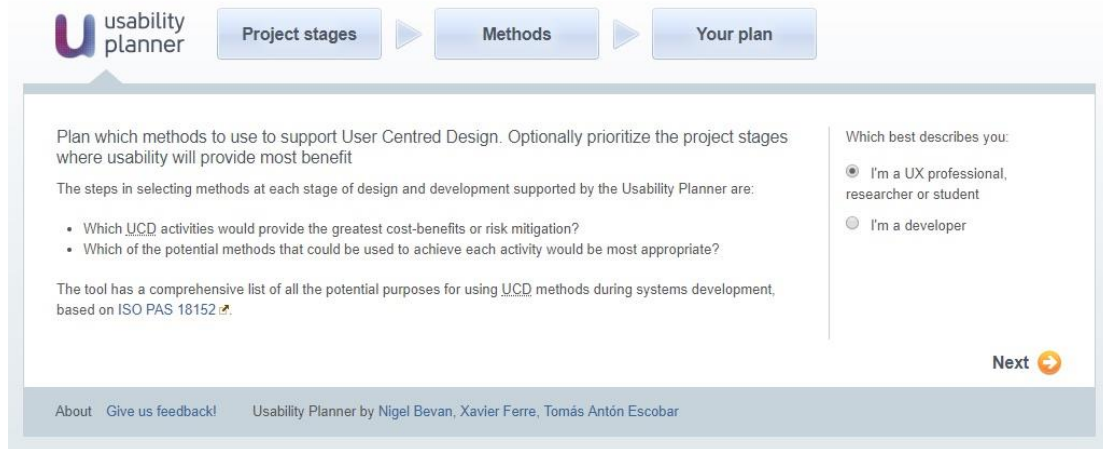 usability
planner
Project stages
Methods
Your plan
Plan which methods to use to support User Centred Design. Optionally prioritize the project stages
where usability will provide most benefit
The steps in selecting methods at each stage of design and development supported by the Usability Planner are:
• Which UCD activities would provide the greatest cost-benefits or risk mitigation?
• Which of the potential methods that could be used to achieve each activity would be most appropriate?
The tool has a comprehensive list of all the potential purposes for using UCD methods during systems development,
based on ISO PAS 18152.
Which best describes you:
I'm a UX professional,
researcher or student
I'm a developer
Next
About Give us feedback! Usability Planner by Nigel Bevan, Xavier Ferre, Tomás Antón Escobar